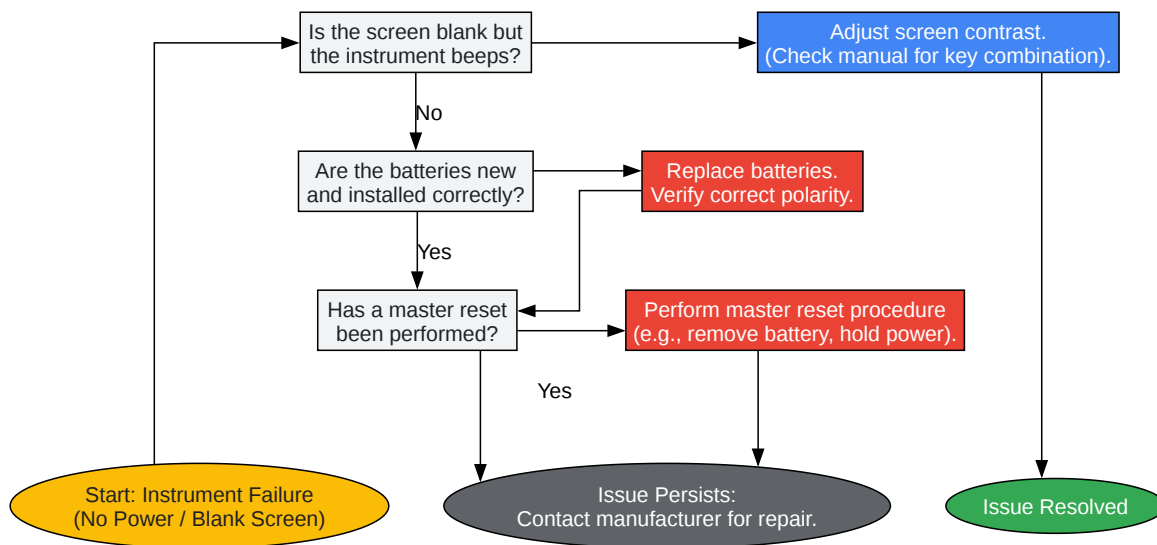 Is the screen blank but
the instrument beeps?
Adjust screen contrast.
(Check manual for key combination).
No
Are the batteries new
and installed correctly?
Replace batteries.
Verify correct polarity.
Yes
Has a master reset
been performed?
Perform master reset procedure
(e.g., remove battery, hold power).
Yes
Start: Instrument Failure
(No Power / Blank Screen)
Issue Persists:
Contact manufacturer for repair.
Issue Resolved